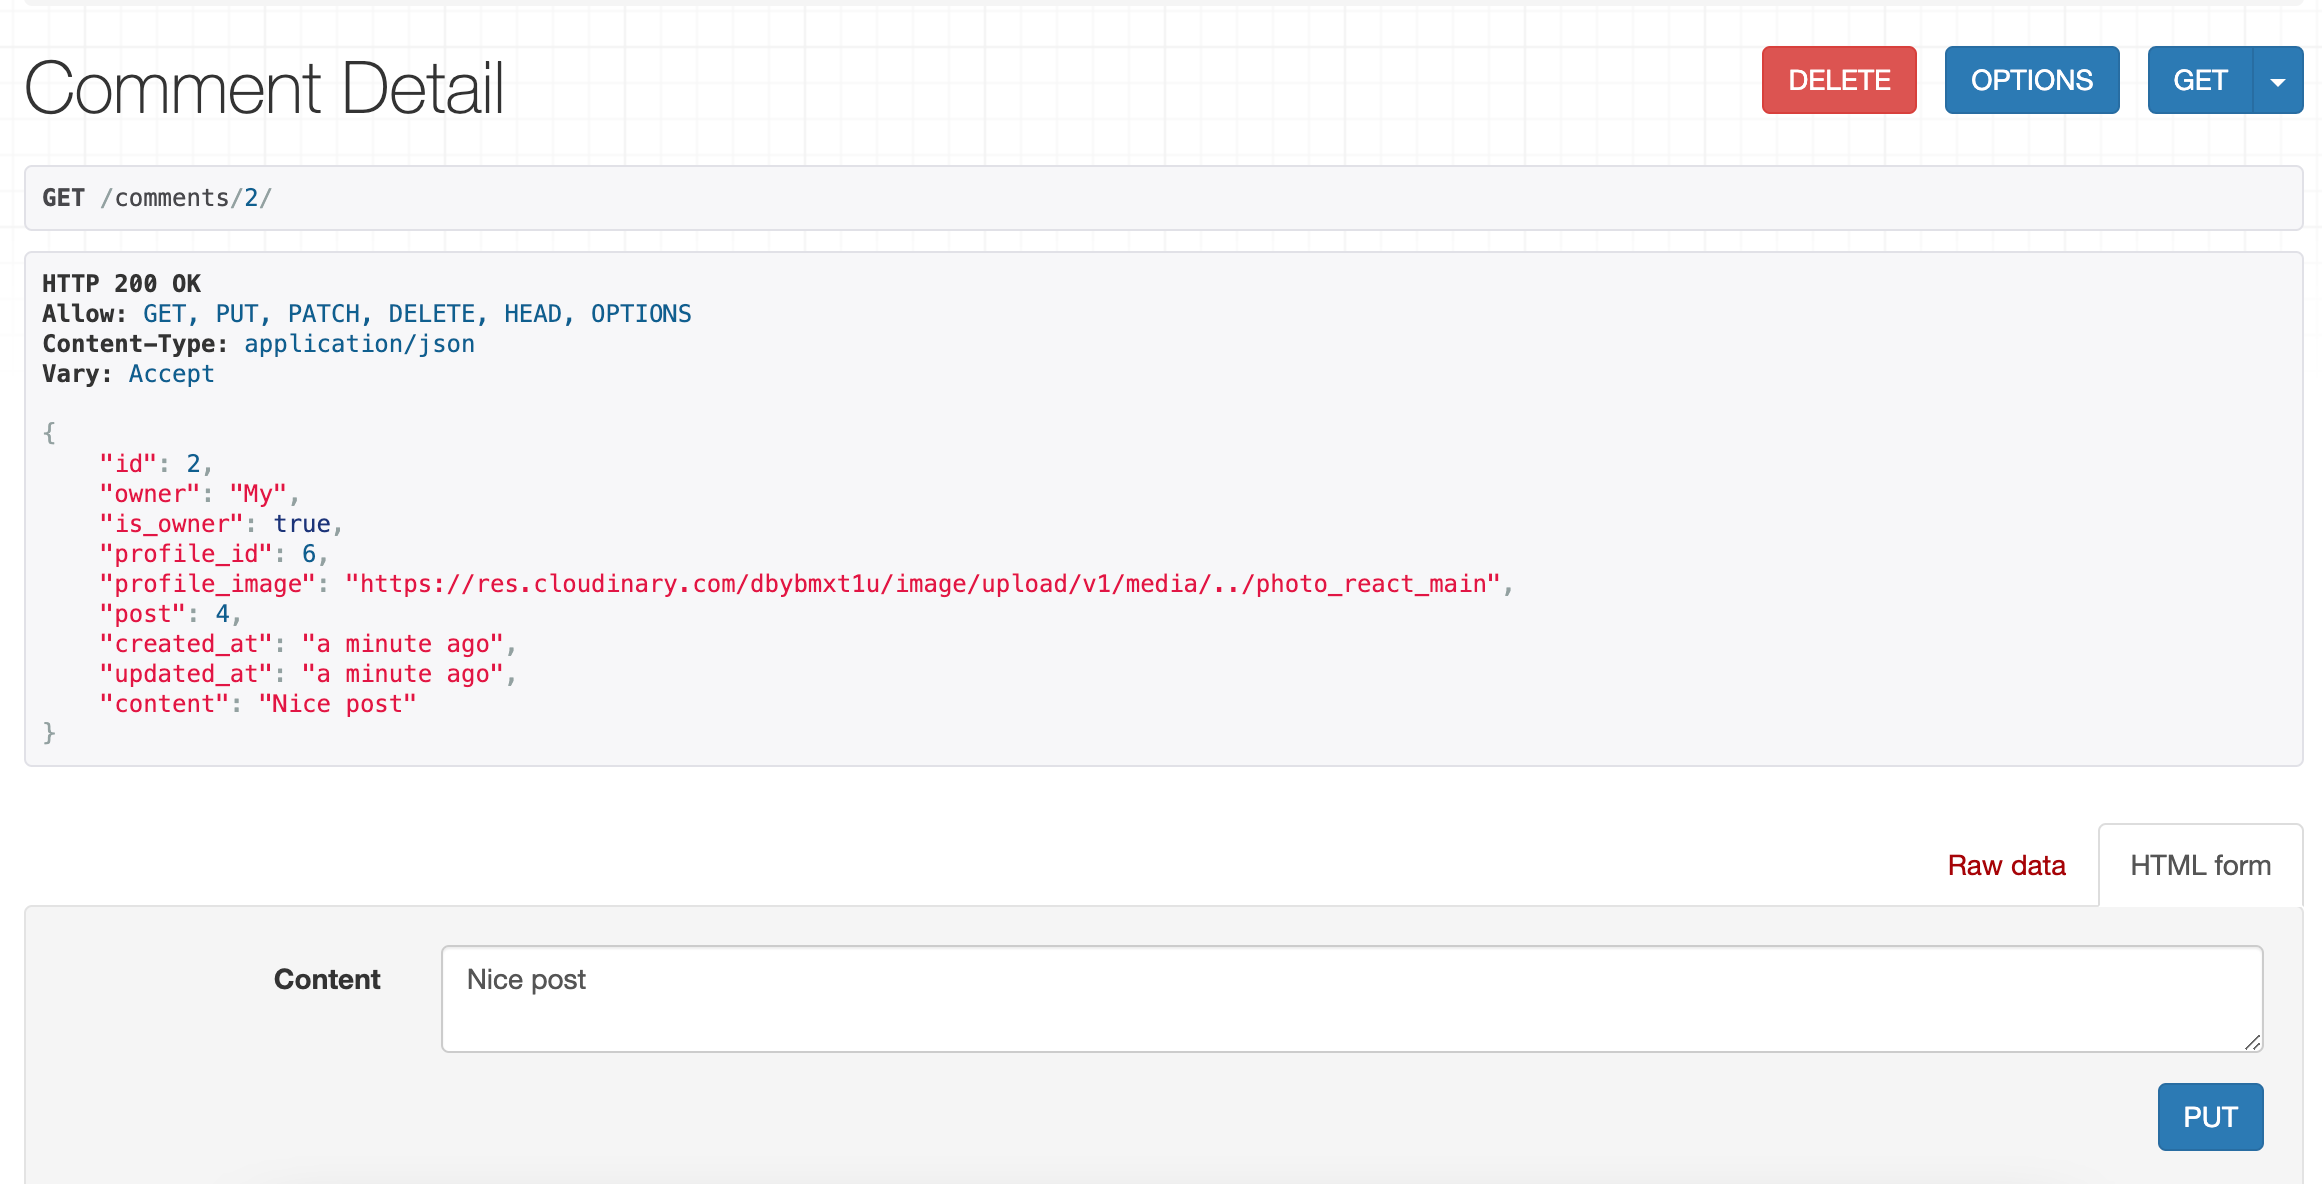 Comment Detail
DELETE
OPTIONS
GET
GET /comments/2/
HTTP 200 OK
Allow: GET, PUT, PATCH, DELETE, HEAD, OPTIONS
Content-Type: application/json
Vary: Accept
{
    "id": 2,
    "owner": "My",
    "is_owner": true,
    "profile_id": 6,
    "profile_image": "https://res.cloudinary.com/dbybmxt1u/image/upload/v1/media/../photo_react_main",
    "post": 4,
    "created_at": "a minute ago",
    "updated_at": "a minute ago",
    "content": "Nice post"
}
Raw data
HTML form
Content
Nice post
PUT